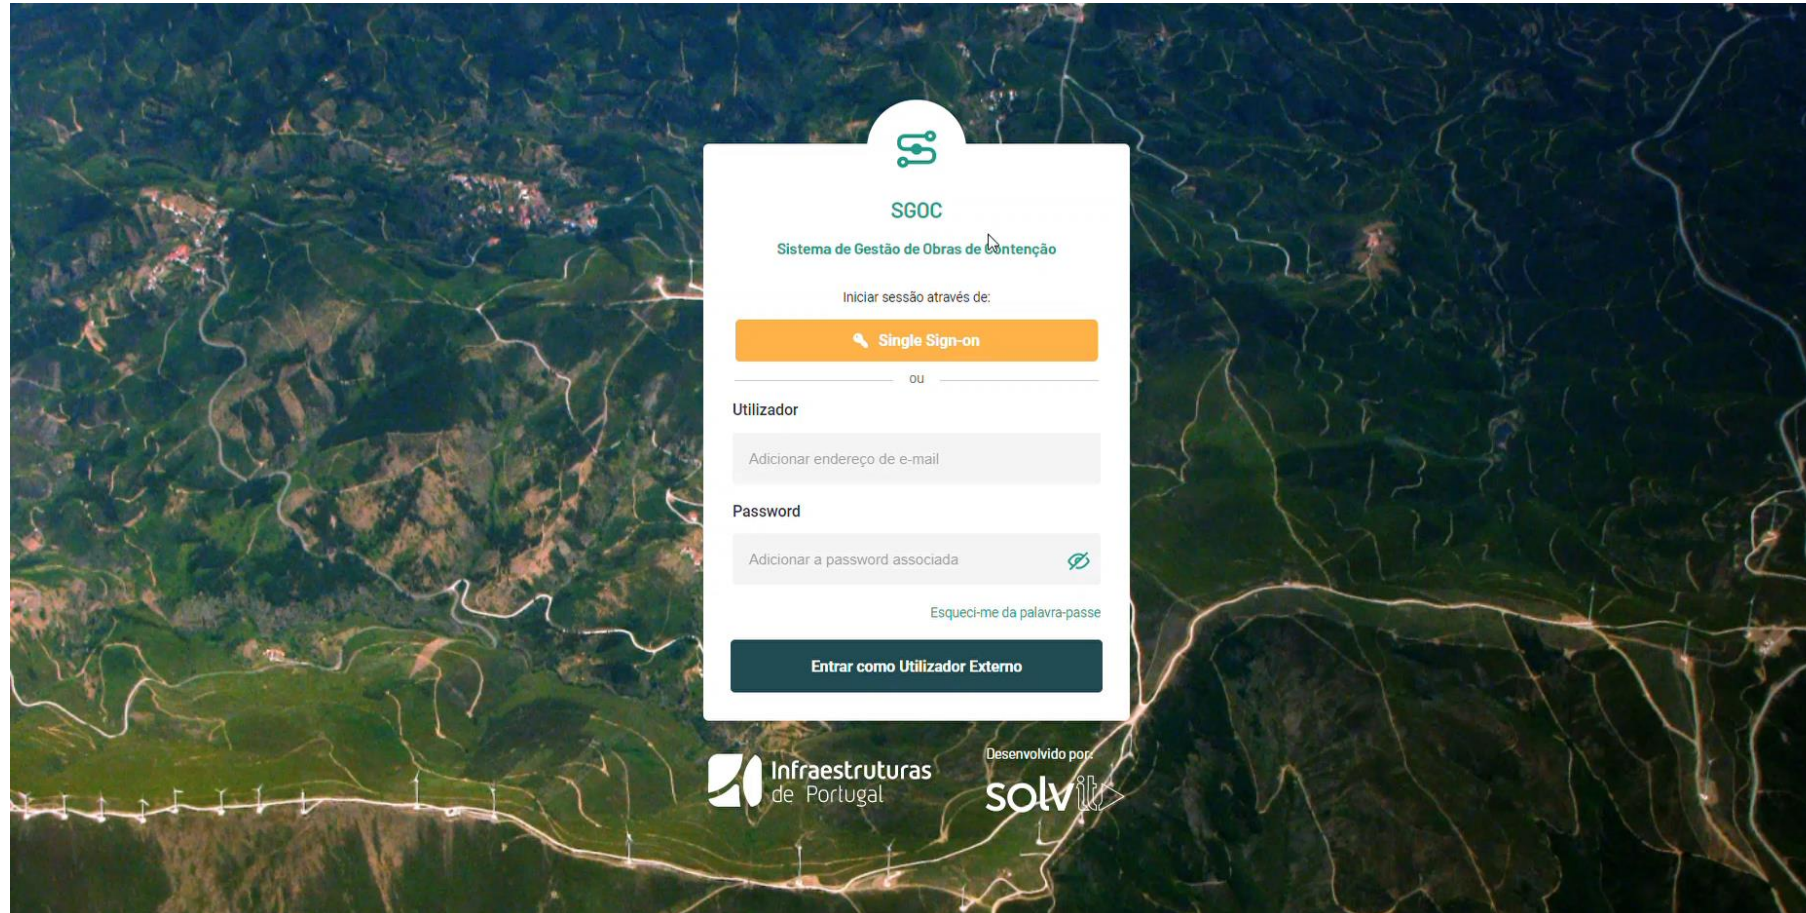 SGOC
Sistema de Gestão de Obras de Contenção
Iniciar sessão através de:
Single Sign-on
ou
Utilizador
Adicionar endereço de e-mail
Password
Adicionar a password associada
Esqueci-me da palavra-passe
Entrar como Utilizador Externo
Infraestruturas
de Portugal
Desenvolvido por:
solvit